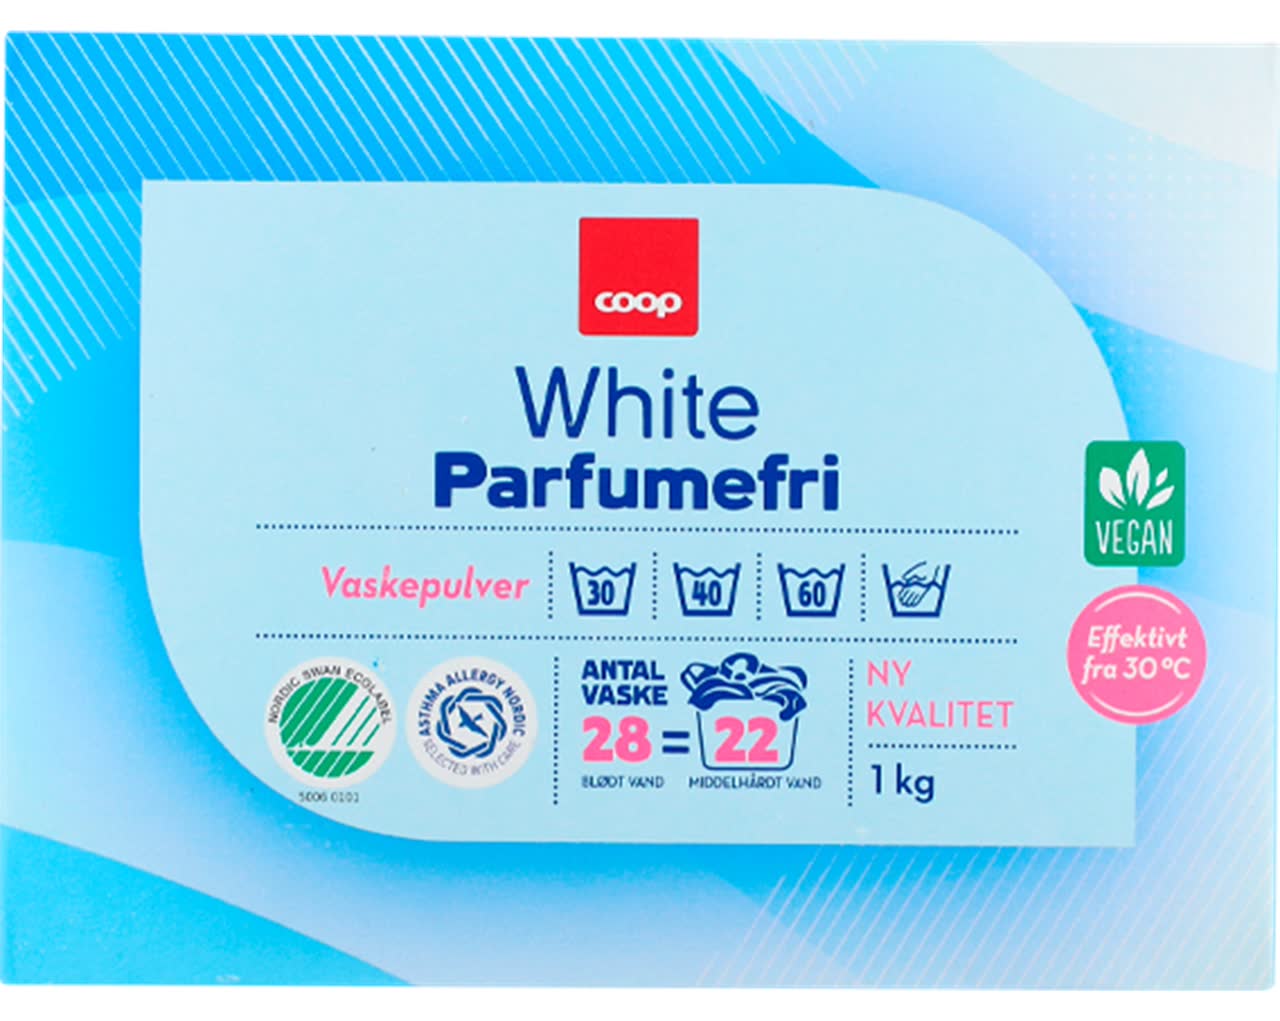 coop
White
Parfumefri
Vaskepulver
30
40
60
VEGAN
Effektivt
fra 30°C
NORDIC SWAN ECOLABEL
5006 0101
ASTHMA ALLERGY NORDIC
SELECTED WITH CARE
ANTAL
VASKE
28 = 22
BLØDT VAND
MIDDELHÅRDT VAND
NY
KVALITET
1 kg